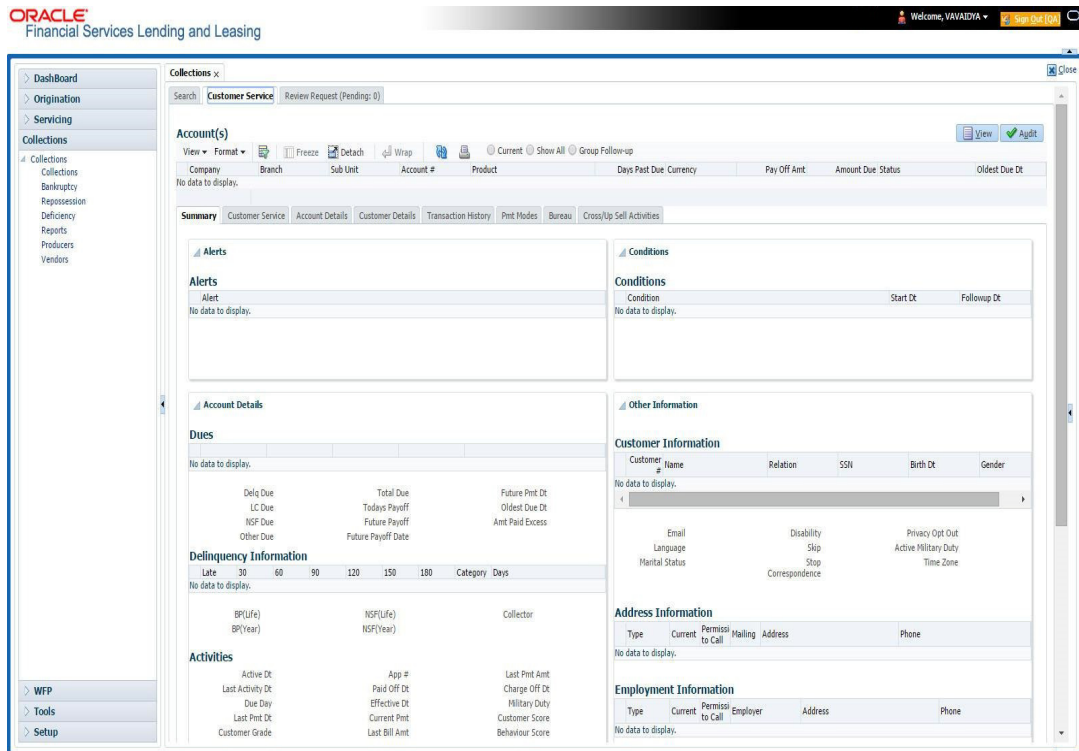 ORACLE
Financial Services Lending and Leasing
Welcome, VAVAIDYA
Sign Out [QA]
Close
DashBoard
Origination
Servicing
Collections
Collections
Collections
Bankruptcy
Repossession
Deficiency
Reports
Producers
Vendors
WFP
Tools
Setup
Collections x
Search Customer Service Review Request (Pending: 0)
Account(s)
View Audit
View Format Freeze Detach Wrap Current Show All Group Follow-up
Company Branch Sub Unit Account # Product Days Past Due Currency Pay Off Amt Amount Due Status Oldest Due Dt
No data to display.
Summary Customer Service Account Details Customer Details Transaction History Pmt Modes Bureau Cross/Up Sell Activities
Alerts
Alerts
Alert
No data to display.
Conditions
Conditions
Condition Start Dt Followup Dt
No data to display.
Account Details
Dues
No data to display.
Delq Due Total Due Future Pmt Dt
LC Due Todays Payoff Oldest Due Dt
NSF Due Future Payoff Amt Paid Excess
Other Due Future Payoff Date
Delinquency Information
Late 30 60 90 120 150 180 Category Days
No data to display.
BP(Life) NSF(Life) Collector
BP(Year) NSF(Year)
Activities
Active Dt App # Last Pmt Amt
Last Activity Dt Paid Off Dt Charge Off Dt
Due Day Effective Dt Military Duty
Last Pmt Dt Current Pmt Customer Score
Customer Grade Last Bill Amt Behaviour Score
Other Information
Customer Information
Customer # Name Relation SSN Birth Dt Gender
No data to display.
Email Disability Privacy Opt Out
Language Skip Active Military Duty
Marital Status Stop Correspondence Time Zone
Address Information
Type Current Permissi to Call Mailing Address Phone
No data to display.
Employment Information
Type Current Permissi to Call Employer Address Phone
No data to display.